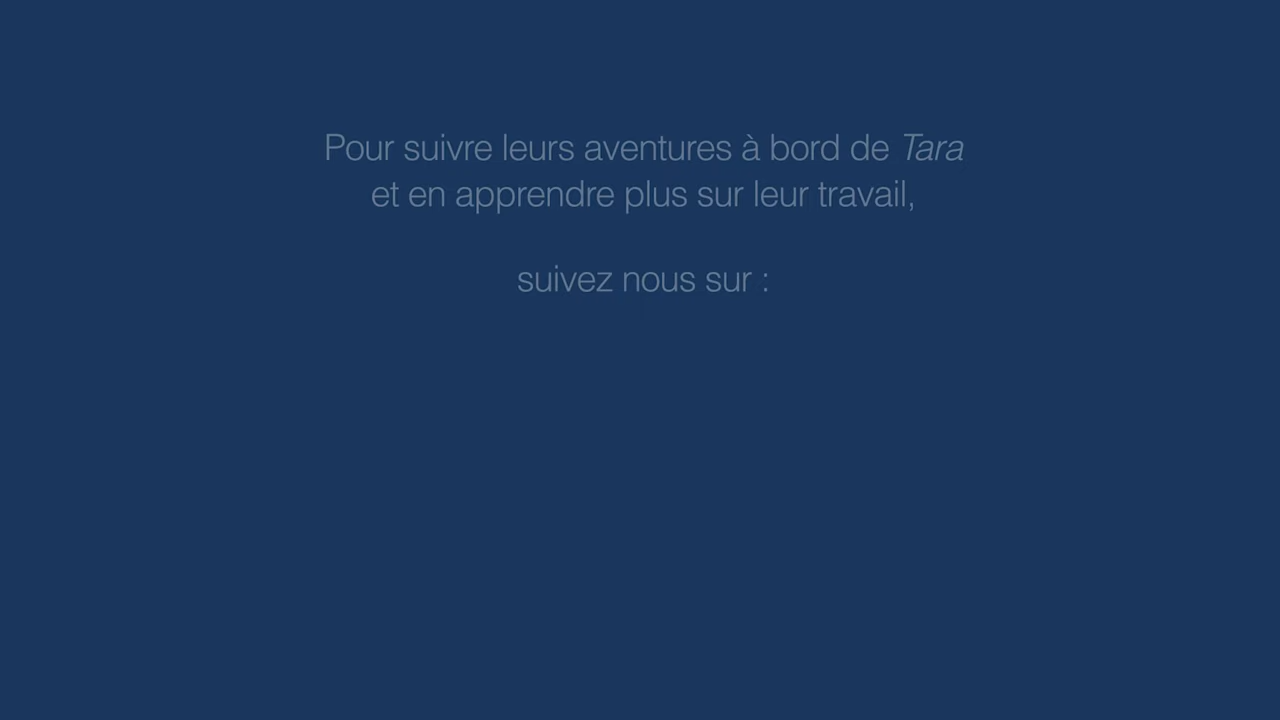 Pour suivre leurs aventures à bord de Tara
et en apprendre plus sur leur travail,
suivez nous sur :